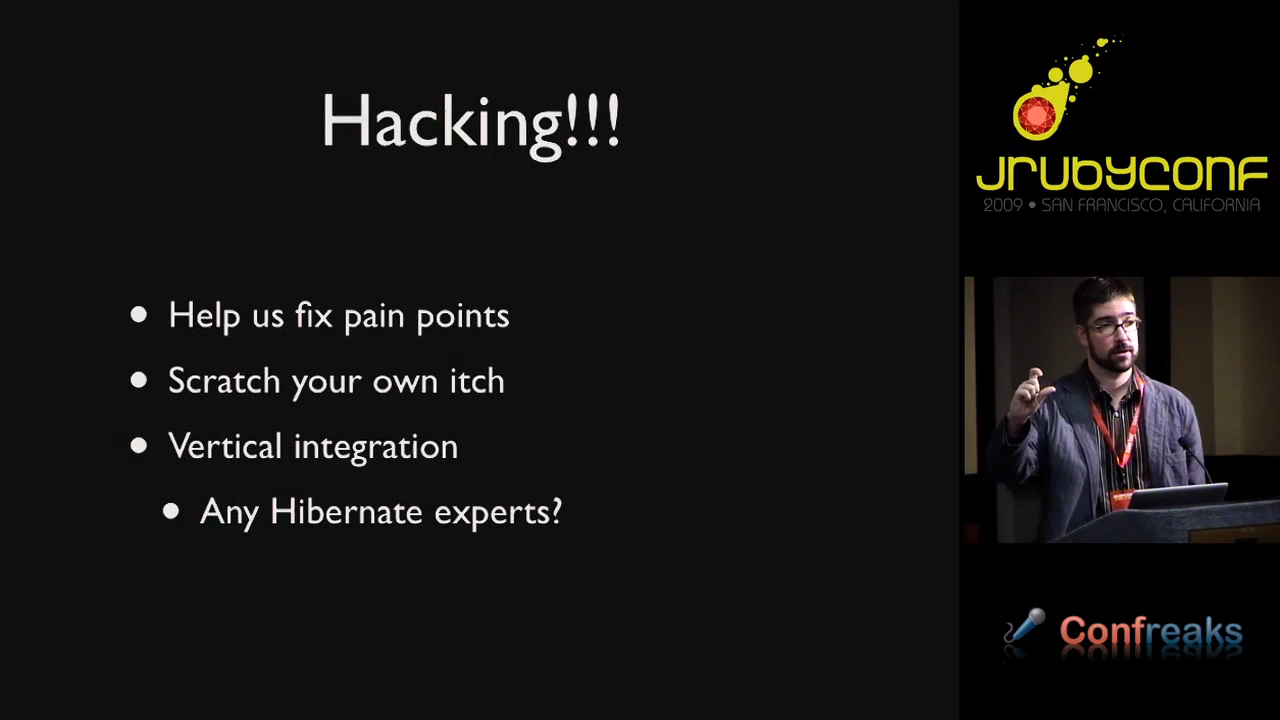 Hacking!!!
Help us fix pain points
Scratch your own itch
Vertical integration
Any Hibernate experts?
JRubyConf
2009 • SAN FRANCISCO, CALIFORNIA
Confreaks